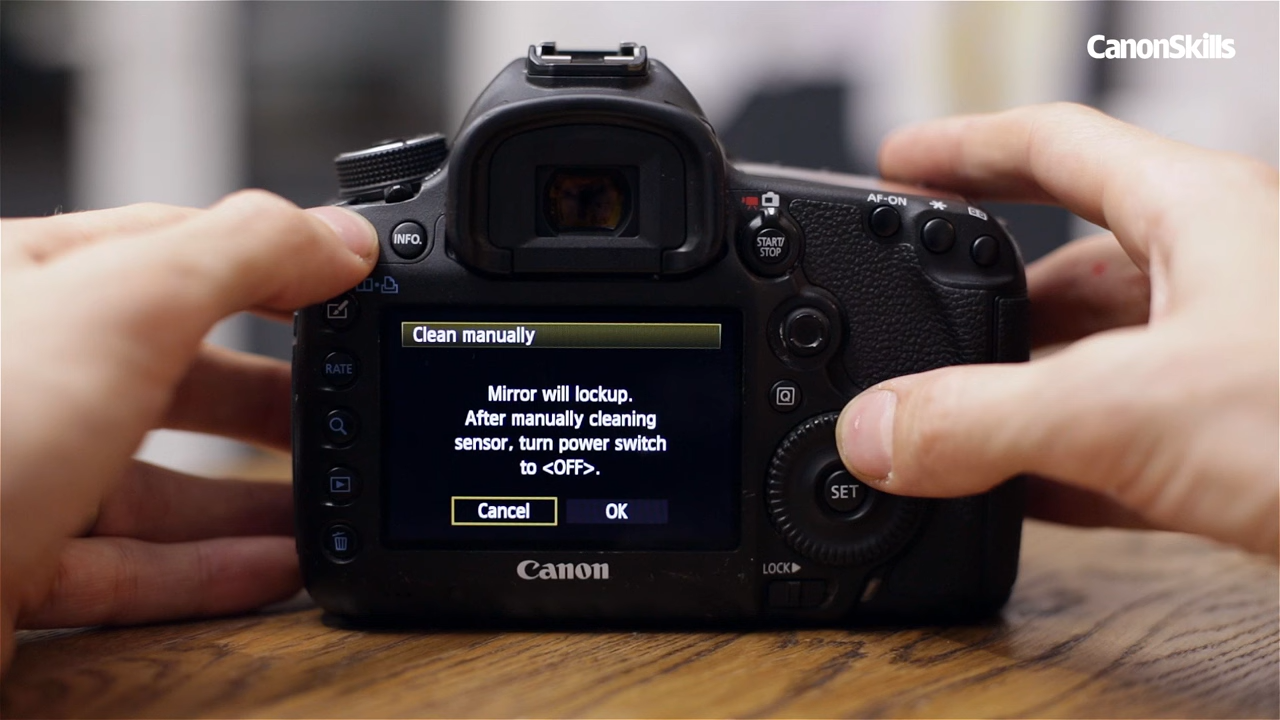 CanonSkills
INFO.
START/
STOP
AF-ON
RATE
Clean manually
Mirror will lockup.
After manually cleaning
sensor, turn power switch
to <OFF>.
Cancel
OK
Q
SET
Canon
LOCK▶